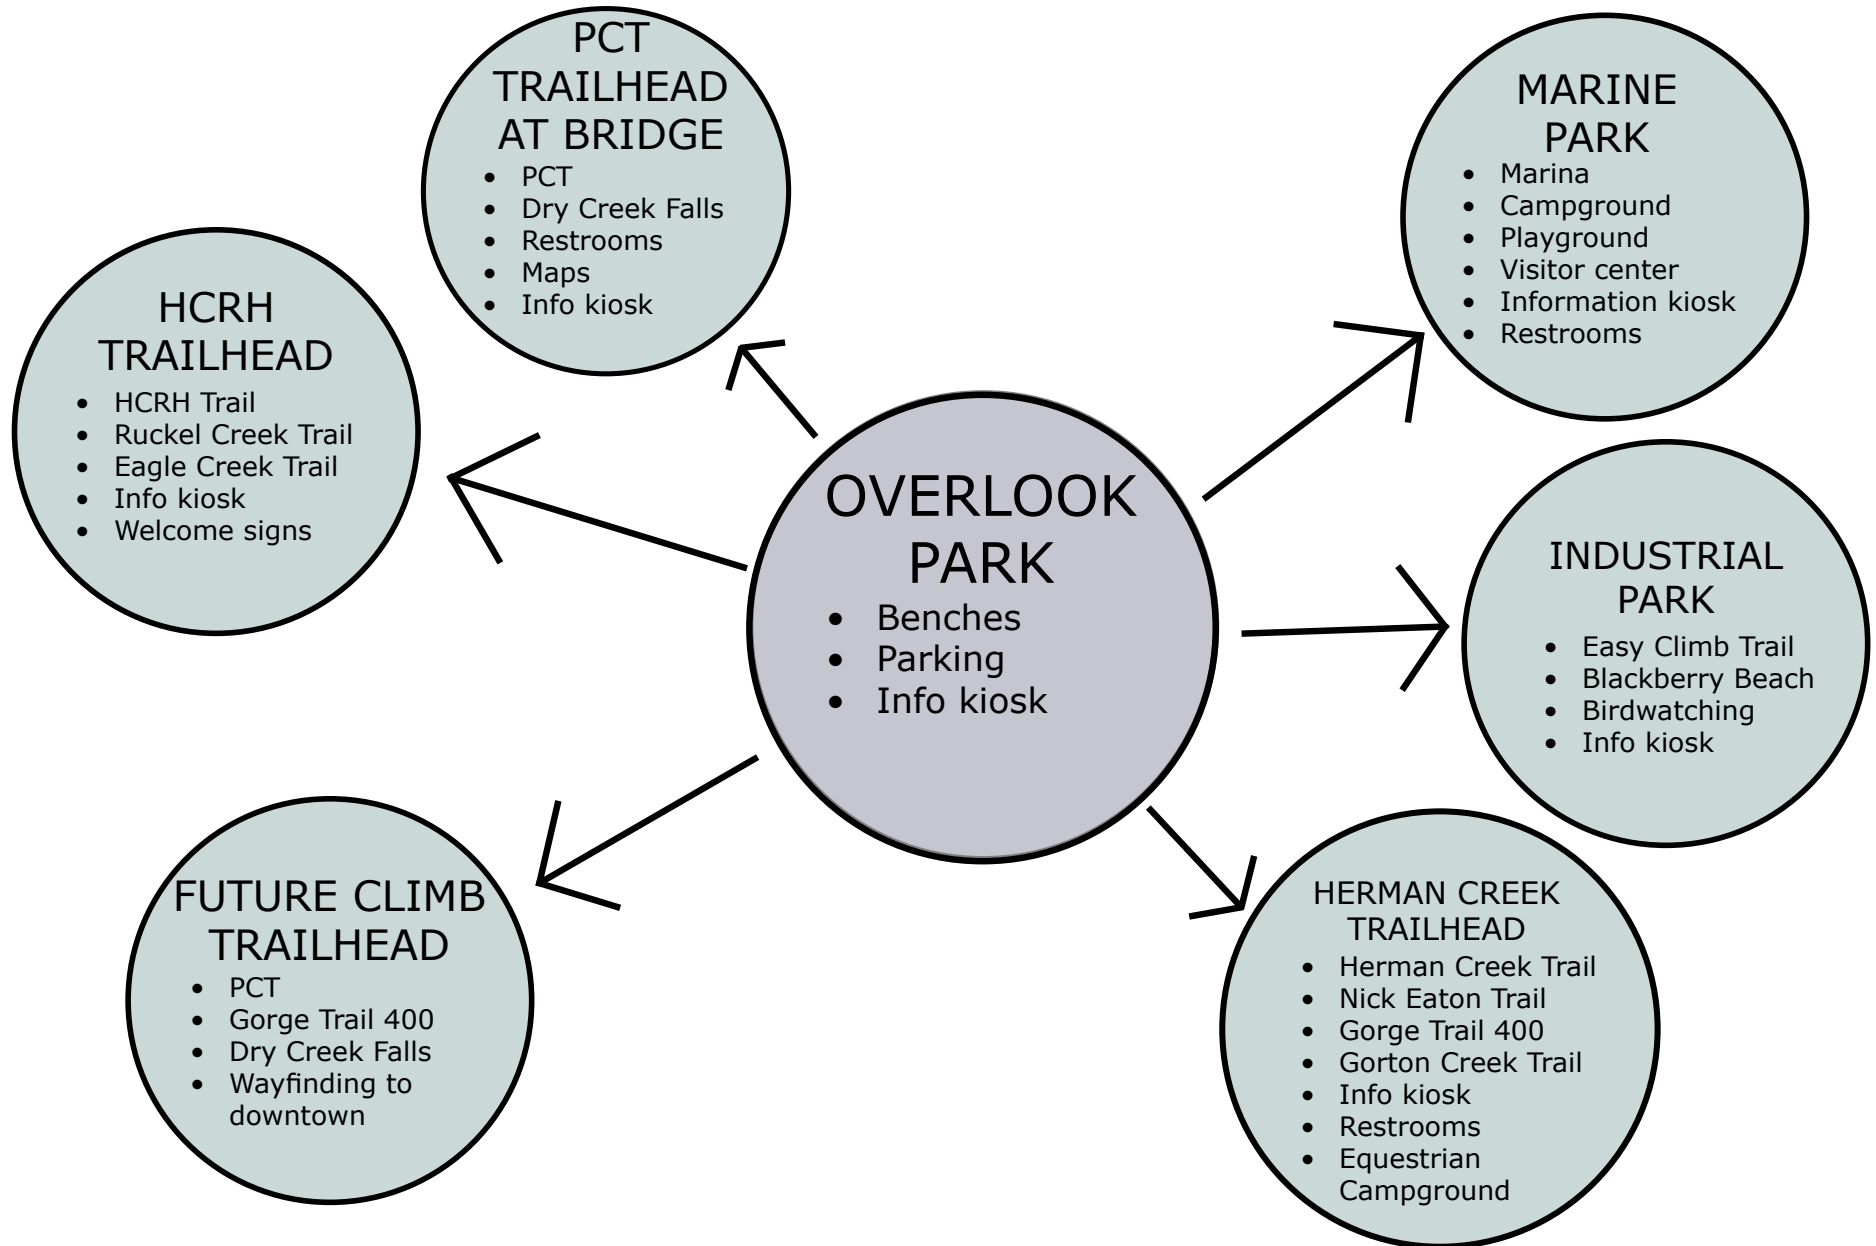 PCT
TRAILHEAD
AT BRIDGE
• PCT
• Dry Creek Falls
• Restrooms
• Maps
• Info kiosk
MARINE
PARK
• Marina
• Campground
• Playground
• Visitor center
• Information kiosk
• Restrooms
HCRH
TRAILHEAD
• HCRH Trail
• Ruckel Creek Trail
• Eagle Creek Trail
• Info kiosk
• Welcome signs
OVERLOOK
PARK
• Benches
• Parking
• Info kiosk
INDUSTRIAL
PARK
• Easy Climb Trail
• Blackberry Beach
• Birdwatching
• Info kiosk
FUTURE CLIMB
TRAILHEAD
• PCT
• Gorge Trail 400
• Dry Creek Falls
• Wayfinding to
downtown
HERMAN CREEK
TRAILHEAD
• Herman Creek Trail
• Nick Eaton Trail
• Gorge Trail 400
• Gorton Creek Trail
• Info kiosk
• Restrooms
• Equestrian
Campground